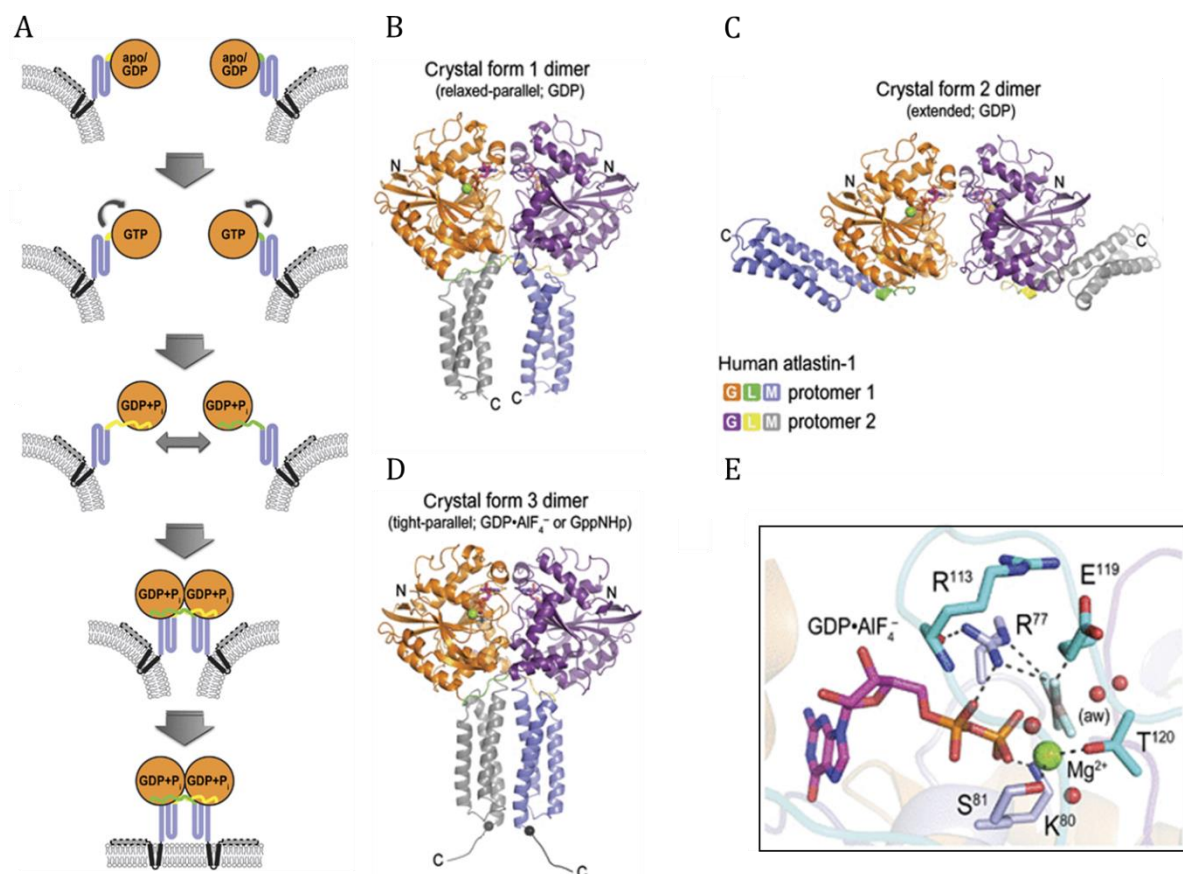 A
apo/
GDP
apo/
GDP
GTP
GTP
GDP+Pi
GDP+Pi
GDP+Pi
GDP+Pi
GDP+Pi
GDP+Pi
B
Crystal form 1 dimer
(relaxed-parallel; GDP)
N
N
C C
C
Crystal form 2 dimer
(extended; GDP)
N
N
C
C
Human atlastin-1
G L M protomer 1
G L M protomer 2
D
Crystal form 3 dimer
(tight-parallel; GDP•AlF₄⁻ or GppNHp)
N
N
C
C
E
R¹¹³
E¹¹⁹
R⁷⁷
GDP•AlF₄⁻
(aw)
T¹²⁰
Mg²⁺
S⁸¹
K⁸⁰